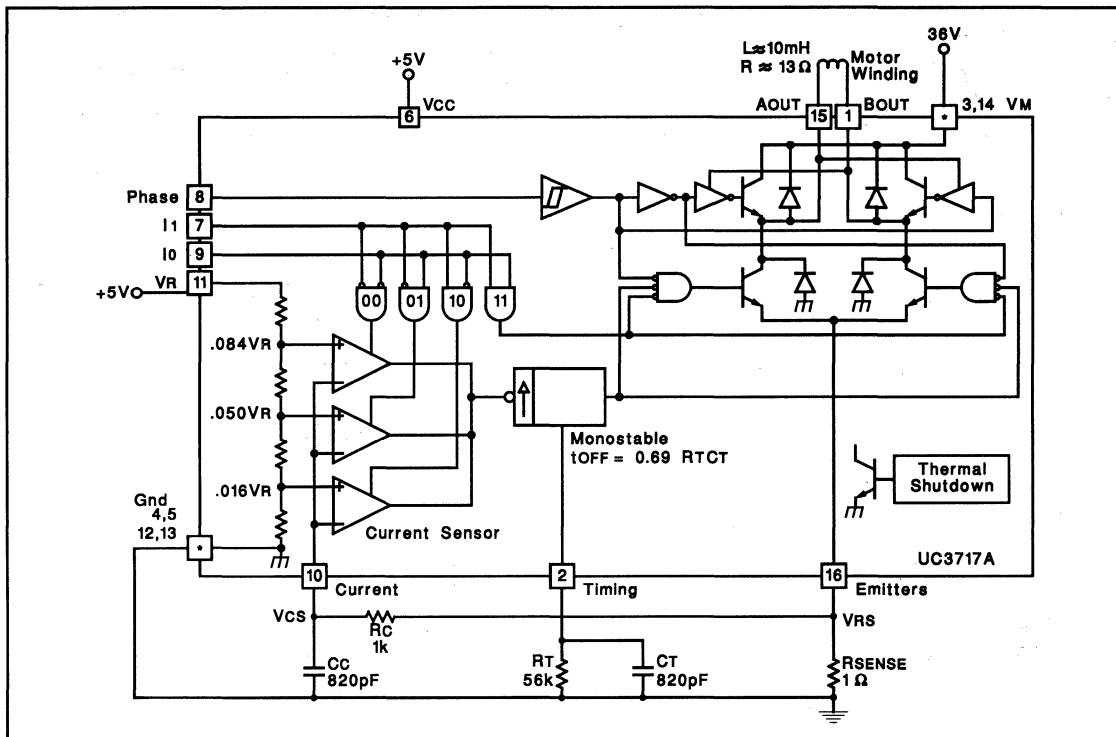 36V
L≈10mH
R ≈ 13Ω
Motor
Winding
+5V
VCC
AOUT
BOUT
3,14 VM
6
15
1
*
Phase
8
I1
7
I0
9
VR
11
+5V
00
01
10
11
.084VR
.050VR
.016VR
Monostable
tOFF = 0.69 RTCT
Thermal
Shutdown
Gnd
4,5
12,13
*
Current Sensor
UC3717A
10
Current
2
Timing
16
Emitters
VCS
RC
1k
VRS
CC
820pF
RT
56k
CT
820pF
RSENSE
1Ω